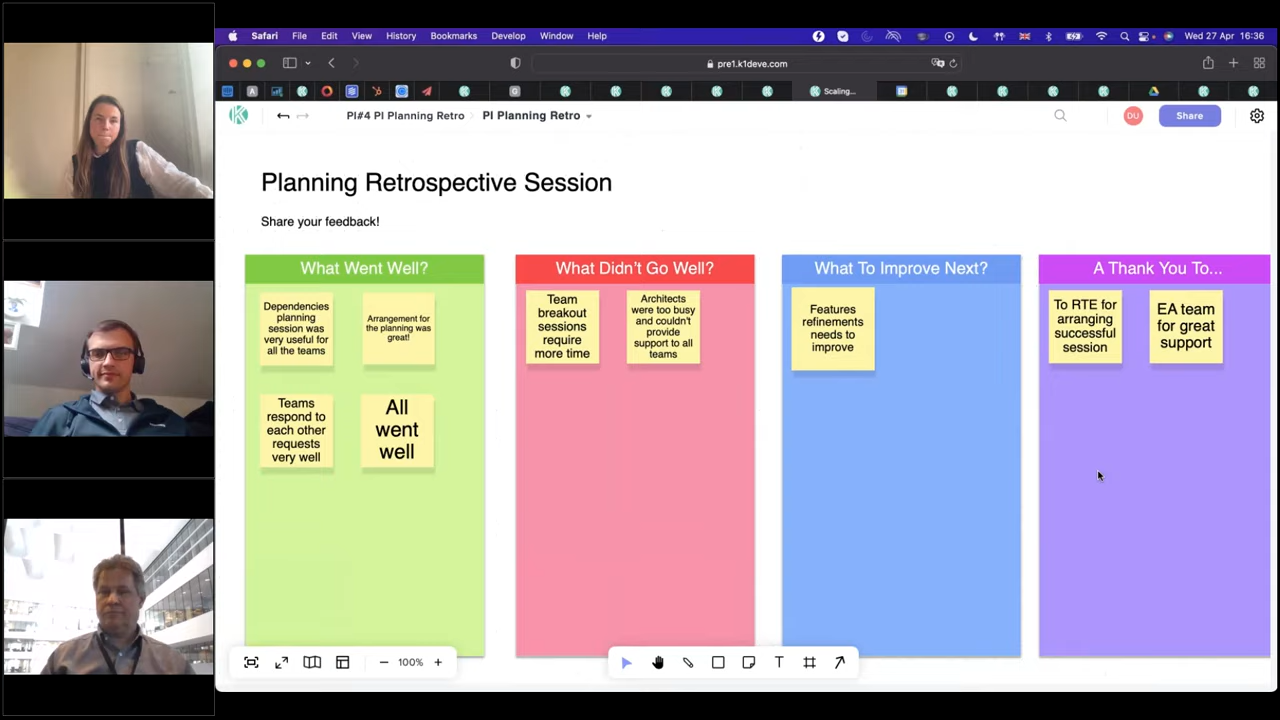 Safari File Edit View History Bookmarks Develop Window Help Wed 27 Apr 16:36
pre1.k1deve.com
Scaling...
PI#4 PI Planning Retro PI Planning Retro DU Share
Planning Retrospective Session
Share your feedback!
What Went Well?
Dependencies
planning
session was
very useful for
all the teams
Arrangement for
the planning was
great!
Teams
respond to
each other
requests
very well
All
went
well
What Didn't Go Well?
Team
breakout
sessions
require
more time
Architects
were too busy
and couldn't
provide
support to all
teams
What To Improve Next?
Features
refinements
needs to
improve
A Thank You To...
To RTE for
arranging
successful
session
EA team
for great
support
100%